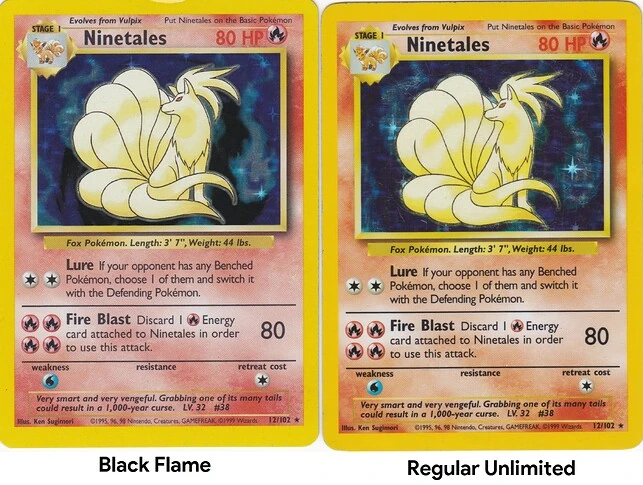 Evolves from Vulpix
Put Ninetales on the Basic Pokémon
STAGE 1
Ninetales
80 HP
Fox Pokémon. Length: 3' 7", Weight: 44 lbs.
Lure If your opponent has any Benched
Pokémon, choose 1 of them and switch it
with the Defending Pokémon.
Fire Blast Discard 1 Energy
card attached to Ninetales in order
to use this attack.
80
weakness
resistance
retreat cost
Very smart and very vengeful. Grabbing one of its many tails
could result in a 1,000-year curse. LV. 32 #38
Illus. Ken Sugimori
©1995, 96, 98 Nintendo, Creatures, GAMEFREAK. ©1999 Wizards.
12/102 ★
Black Flame
Evolves from Vulpix
Put Ninetales on the Basic Pokémon
STAGE 1
Ninetales
80 HP
Fox Pokémon. Length: 3' 7", Weight: 44 lbs.
Lure If your opponent has any Benched
Pokémon, choose 1 of them and switch it
with the Defending Pokémon.
Fire Blast Discard 1 Energy
card attached to Ninetales in order
to use this attack.
80
weakness
resistance
retreat cost
Very smart and very vengeful. Grabbing one of its many tails
could result in a 1,000-year curse. LV. 32 #38
Illus. Ken Sugimori
©1995, 96, 98 Nintendo, Creatures, GAMEFREAK. ©1999 Wizards.
12/102 ★
Regular Unlimited